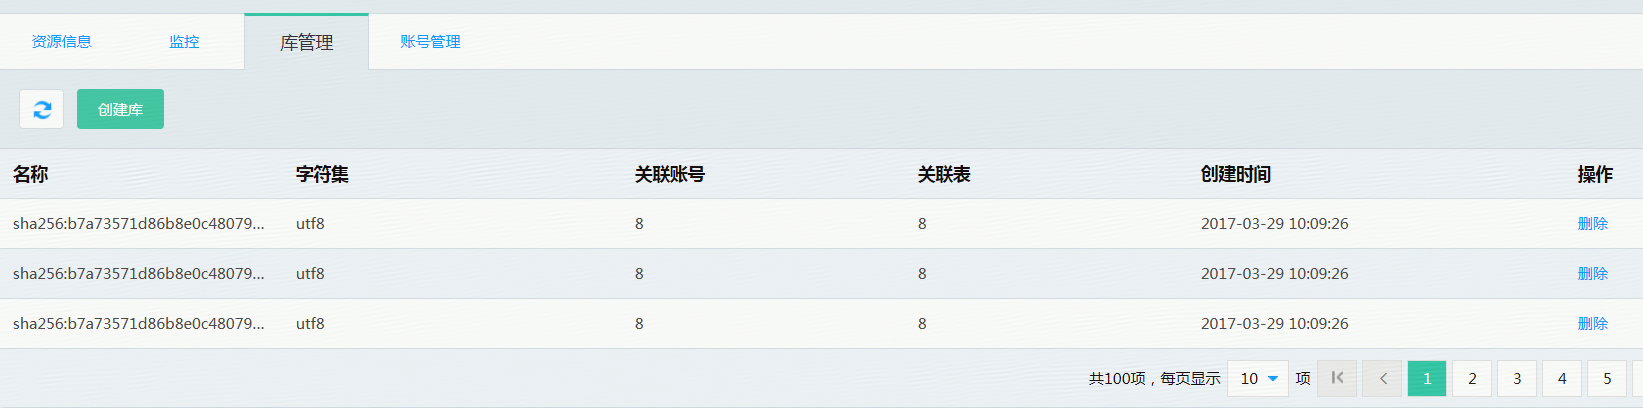 资源信息 监控 库管理 账号管理
创建库
名称 字符集 关联账号 关联表 创建时间 操作
sha256:b7a73571d86b8e0c48079... utf8 8 8 2017-03-29 10:09:26 删除
sha256:b7a73571d86b8e0c48079... utf8 8 8 2017-03-29 10:09:26 删除
sha256:b7a73571d86b8e0c48079... utf8 8 8 2017-03-29 10:09:26 删除
共100项，每页显示 10 项 1 2 3 4 5